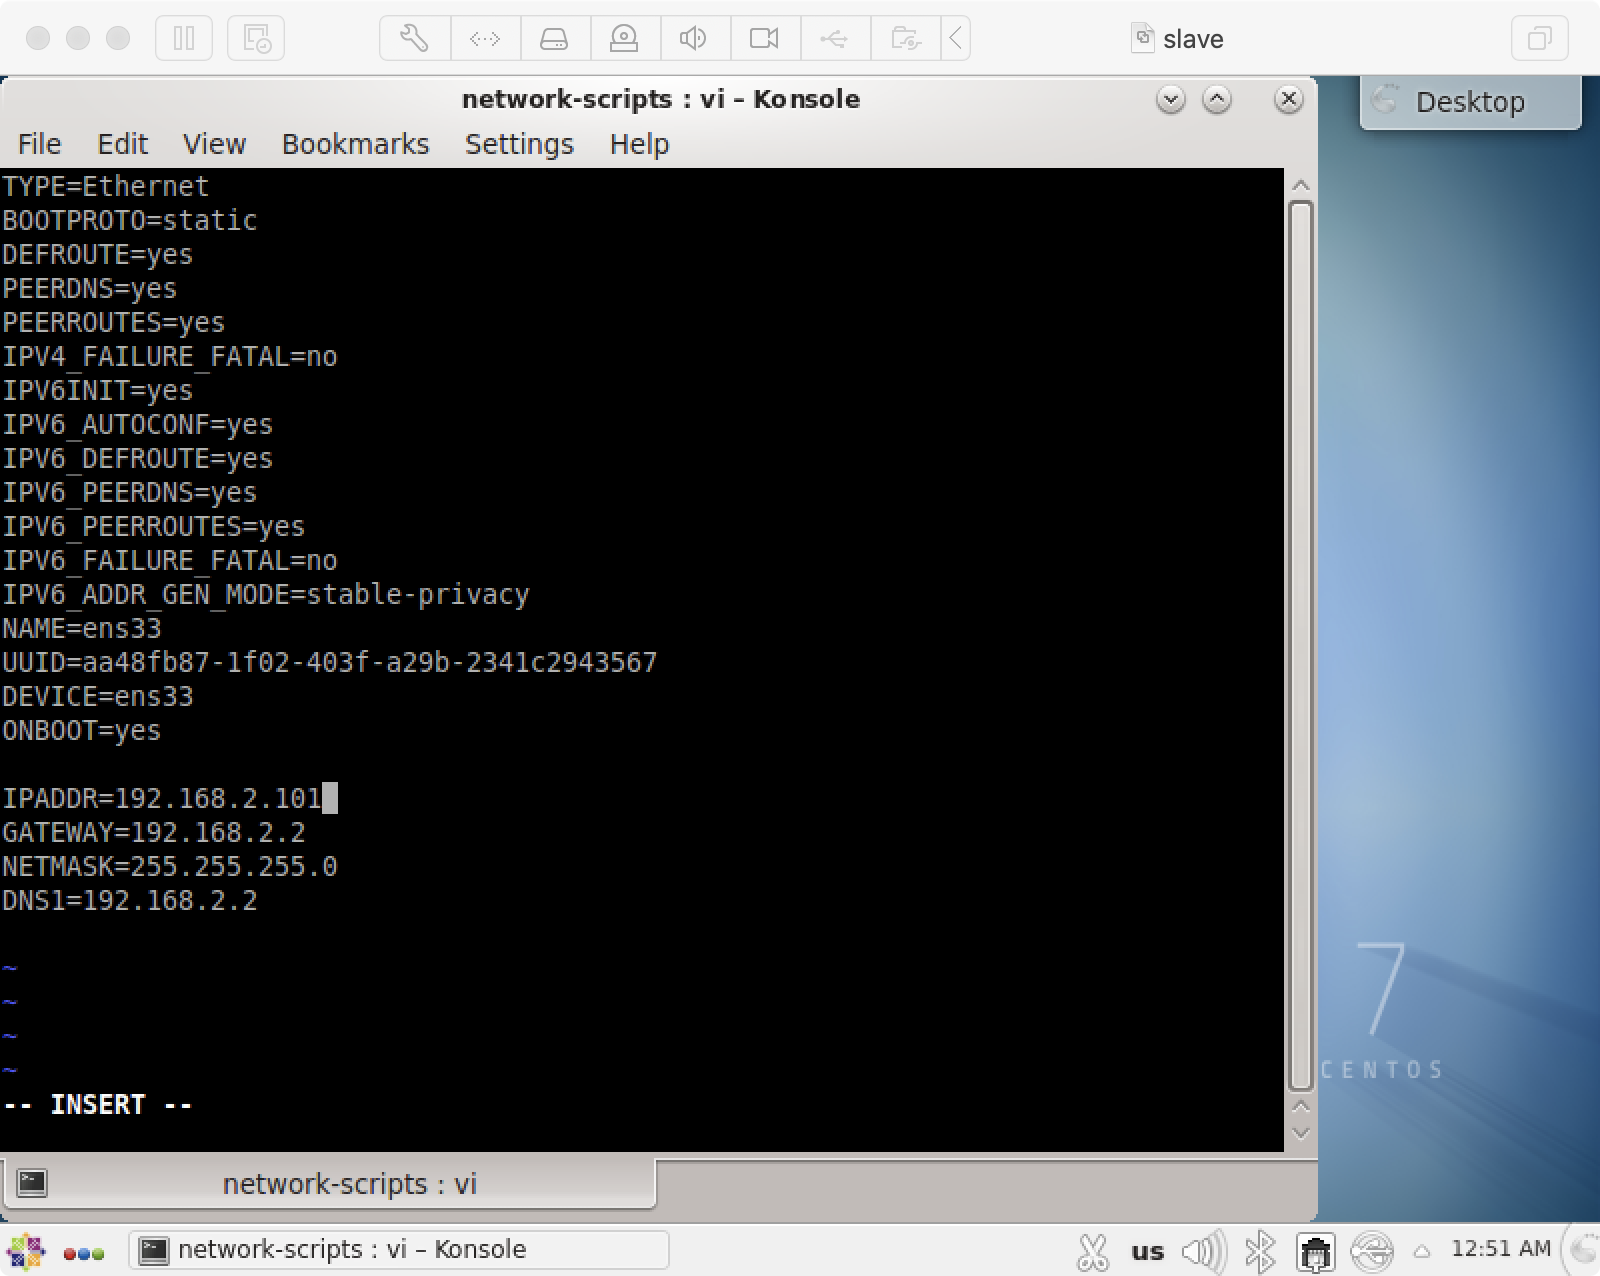 slave
network-scripts : vi – Konsole
Desktop
File Edit View Bookmarks Settings Help
TYPE=Ethernet
BOOTPROTO=static
DEFROUTE=yes
PEERDNS=yes
PEERROUTES=yes
IPV4_FAILURE_FATAL=no
IPV6INIT=yes
IPV6_AUTOCONF=yes
IPV6_DEFROUTE=yes
IPV6_PEERDNS=yes
IPV6_PEERROUTES=yes
IPV6_FAILURE_FATAL=no
IPV6_ADDR_GEN_MODE=stable-privacy
NAME=ens33
UUID=aa48fb87-1f02-403f-a29b-2341c2943567
DEVICE=ens33
ONBOOT=yes
IPADDR=192.168.2.101
GATEWAY=192.168.2.2
NETMASK=255.255.255.0
DNS1=192.168.2.2
~
~
~
~
-- INSERT --
7
CENTOS
network-scripts : vi
network-scripts : vi – Konsole
us
12:51 AM